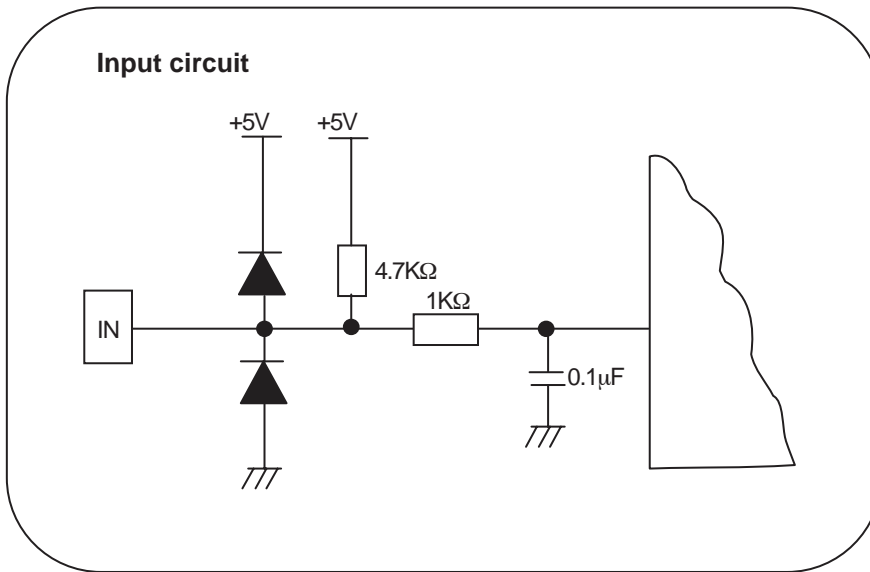 Input circuit
+5V +5V
4.7KΩ
1KΩ
IN
0.1μF